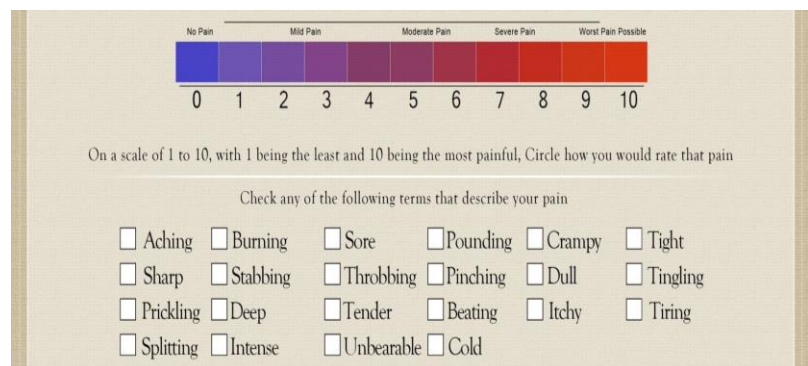 No Pain Mild Pain Moderate Pain Severe Pain Worst Pain Possible
0 1 2 3 4 5 6 7 8 9 10
On a scale of 1 to 10, with 1 being the least and 10 being the most painful, Circle how you would rate that pain
Check any of the following terms that describe your pain
Aching Burning Sore Pounding Crampy Tight
Sharp Stabbing Throbbing Pinching Dull Tingling
Prickling Deep Tender Beating Itchy Tiring
Splitting Intense Unbearable Cold